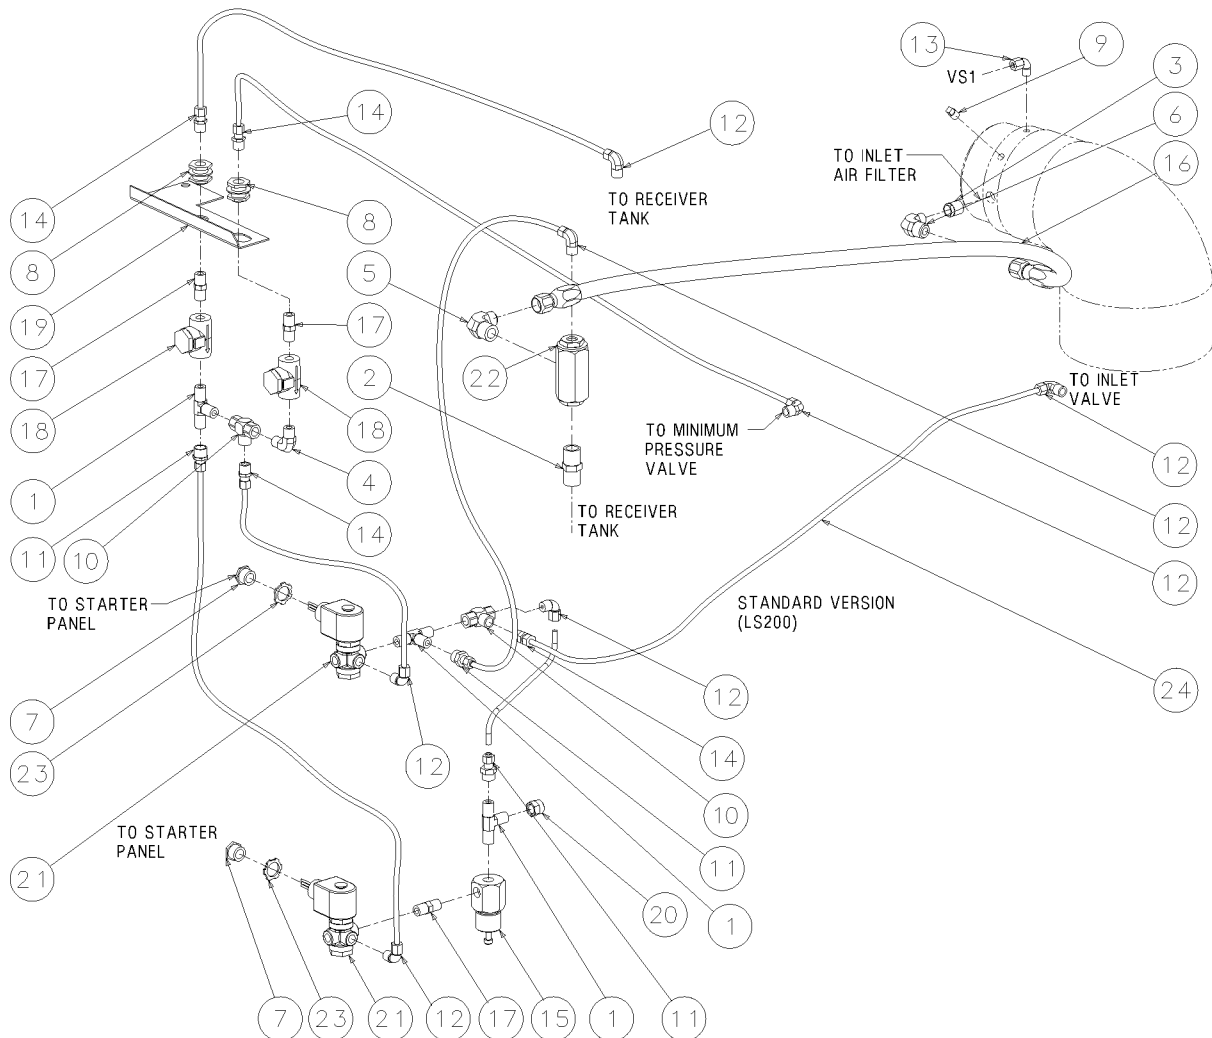 13
9
3
VS1
14
12
6
TO INLET
AIR FILTER
16
14
TO RECEIVER
TANK
8
8
5
19
17
22
17
2
TO INLET
VALVE
18
18
TO MINIMUM
PRESSURE
VALVE
12
1
4
11
10
14
TO RECEIVER
TANK
12
12
TO STARTER
PANEL
STANDARD VERSION
(LS200)
7
12
24
23
12
14
10
TO STARTER
PANEL
11
21
20
1
7
23
21
12
17
15
1
11